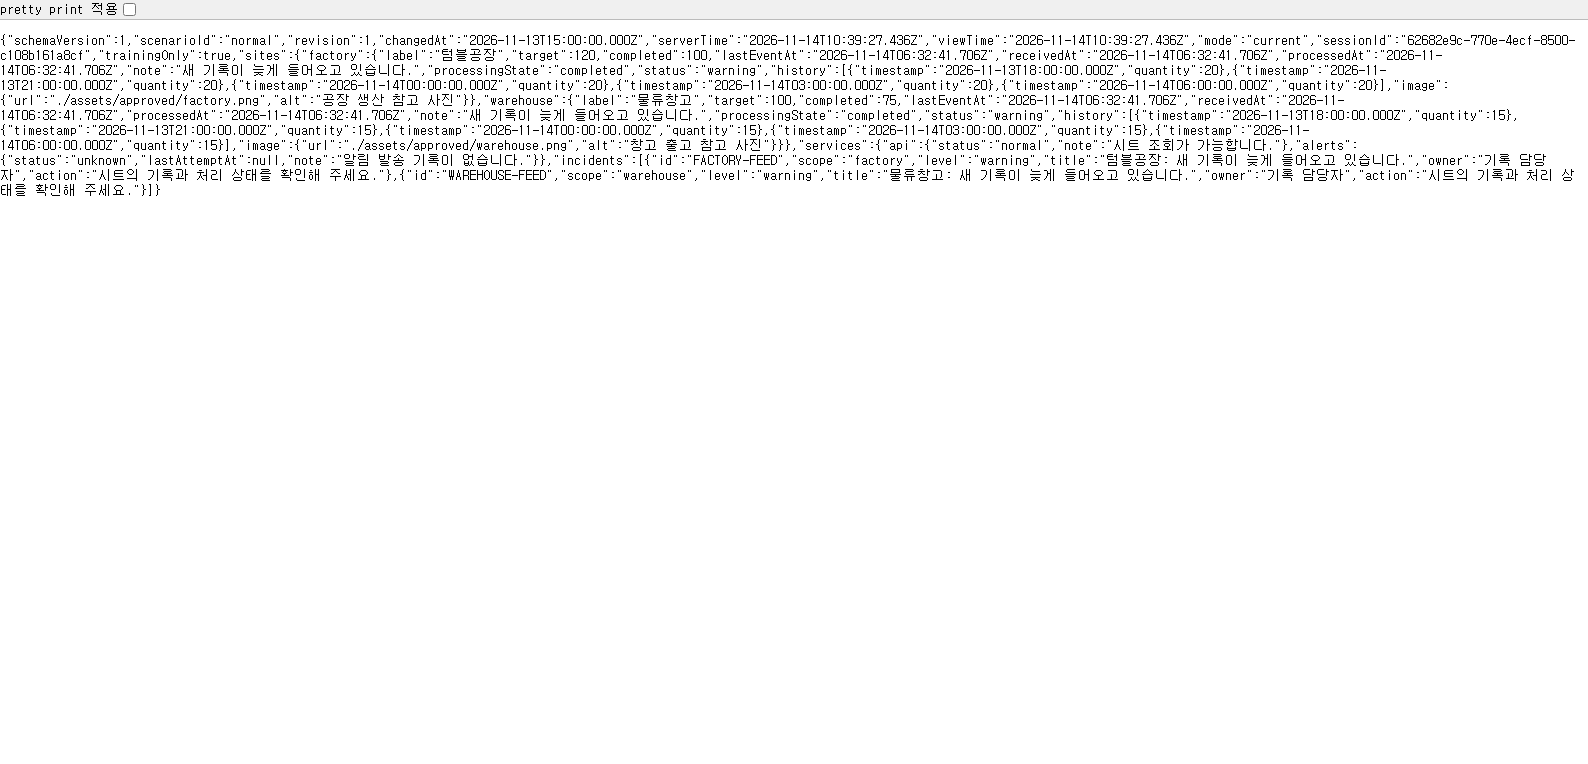 pretty print 적용
{"schemaVersion":1,"scenarioId":"normal","revision":1,"changedAt":"2026-11-13T15:00:00.000Z","serverTime":"2026-11-14T10:39:27.436Z","viewTime":"2026-11-14T10:39:27.436Z","mode":"current","sessionId":"62682e9c-770e-4ecf-8500-
c108b161a8cf","trainingOnly":true,"sites":{"factory":{"label":"텀블공장","target":120,"completed":100,"lastEventAt":"2026-11-14T06:32:41.706Z","receivedAt":"2026-11-14T06:32:41.706Z","processedAt":"2026-11-
14T06:32:41.706Z","note":"새 기록이 늦게 들어오고 있습니다.","processingState":"completed","status":"warning","history":[{"timestamp":"2026-11-13T18:00:00.000Z","quantity":20},{"timestamp":"2026-11-
13T21:00:00.000Z","quantity":20},{"timestamp":"2026-11-14T00:00:00.000Z","quantity":20},{"timestamp":"2026-11-14T03:00:00.000Z","quantity":20},{"timestamp":"2026-11-14T06:00:00.000Z","quantity":20}],"image":
{"url":"./assets/approved/factory.png","alt":"공장 생산 참고 사진"}},"warehouse":{"label":"물류창고","target":100,"completed":75,"lastEventAt":"2026-11-14T06:32:41.706Z","receivedAt":"2026-11-
14T06:32:41.706Z","processedAt":"2026-11-14T06:32:41.706Z","note":"새 기록이 늦게 들어오고 있습니다.","processingState":"completed","status":"warning","history":[{"timestamp":"2026-11-13T18:00:00.000Z","quantity":15},
{"timestamp":"2026-11-13T21:00:00.000Z","quantity":15},{"timestamp":"2026-11-14T00:00:00.000Z","quantity":15},{"timestamp":"2026-11-14T03:00:00.000Z","quantity":15},{"timestamp":"2026-11-
14T06:00:00.000Z","quantity":15}],"image":{"url":"./assets/approved/warehouse.png","alt":"창고 출고 참고 사진"}}},"services":{"api":{"status":"normal","note":"시트 조회가 가능합니다."},"alerts":
{"status":"unknown","lastAttemptAt":null,"note":"알림 발송 기록이 없습니다."}},"incidents":[{"id":"FACTORY-FEED","scope":"factory","level":"warning","title":"텀블공장: 새 기록이 늦게 들어오고 있습니다.","owner":"기록 담당
자","action":"시트의 기록과 처리 상태를 확인해 주세요."},{"id":"WAREHOUSE-FEED","scope":"warehouse","level":"warning","title":"물류창고: 새 기록이 늦게 들어오고 있습니다.","owner":"기록 담당자","action":"시트의 기록과 처리 상
태를 확인해 주세요."}]}